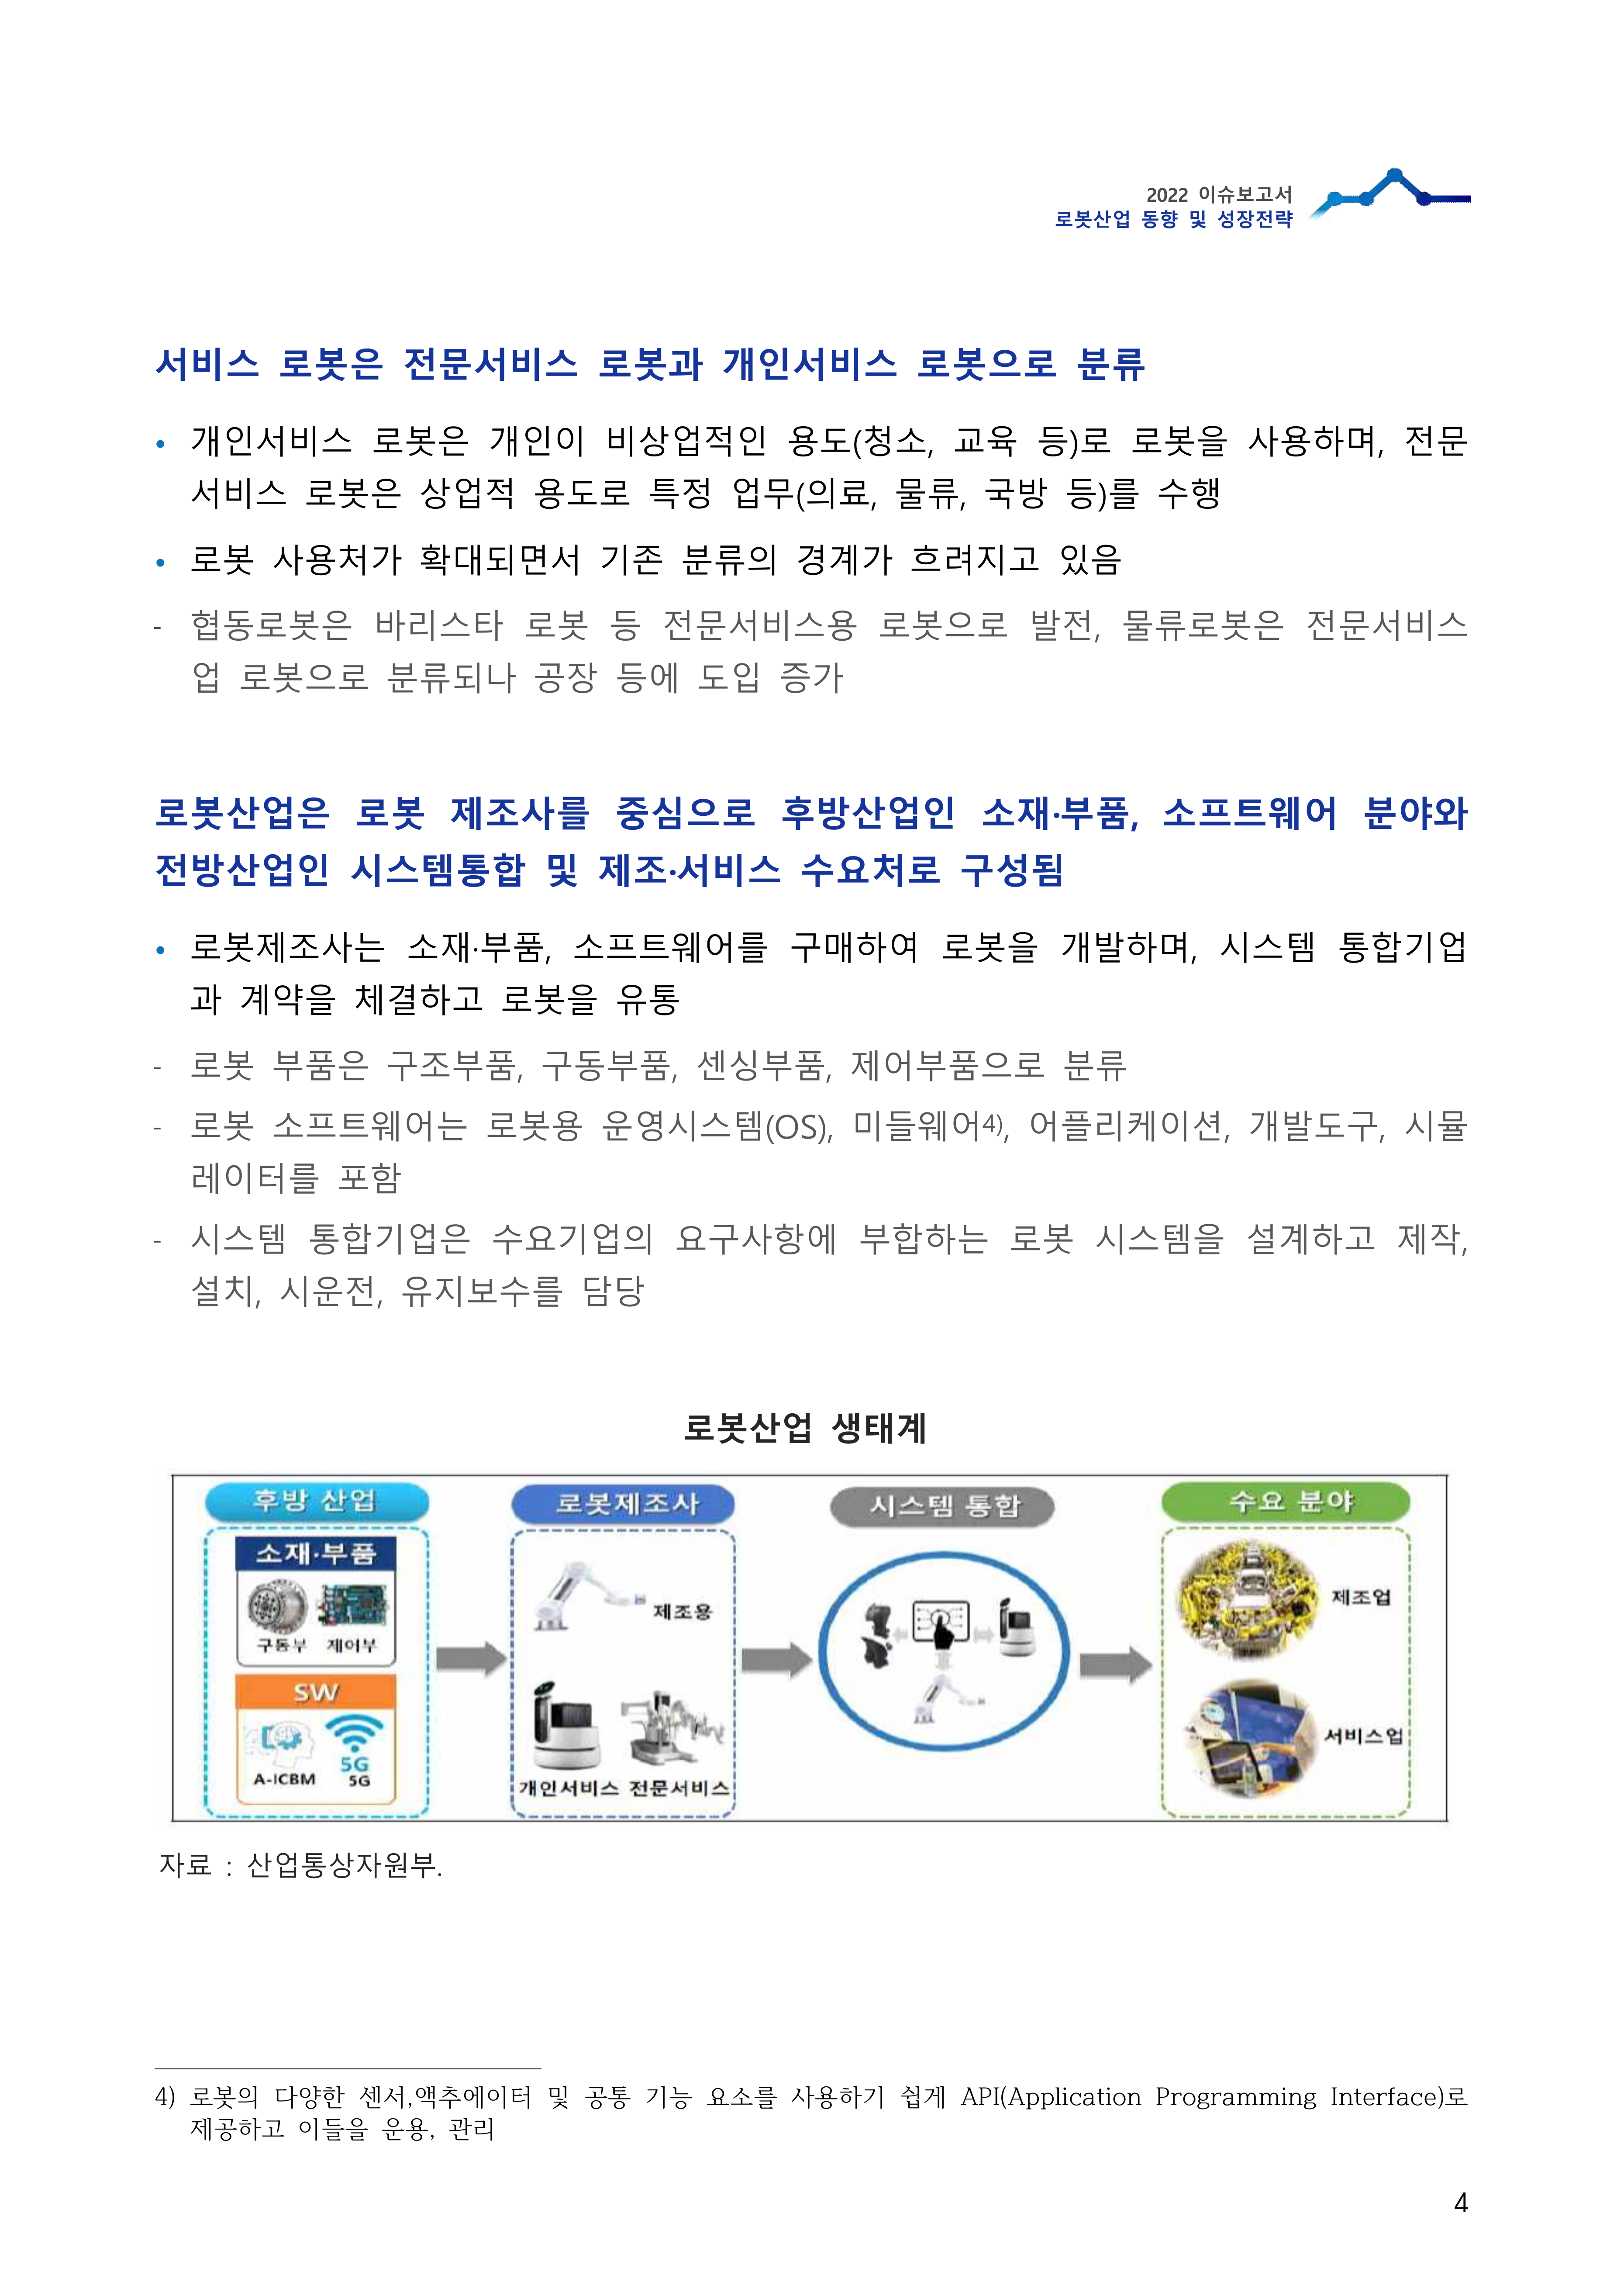 2022 이슈보고서
로봇산업 동향 및 성장전략
서비스 로봇은 전문서비스 로봇과 개인서비스 로봇으로 분류
• 개인서비스 로봇은 개인이 비상업적인 용도(청소, 교육 등)로 로봇을 사용하며, 전문
서비스 로봇은 상업적 용도로 특정 업무(의료, 물류, 국방 등)를 수행
• 로봇 사용처가 확대되면서 기존 분류의 경계가 흐려지고 있음
- 협동로봇은 바리스타 로봇 등 전문서비스용 로봇으로 발전, 물류로봇은 전문서비스
업 로봇으로 분류되나 공장 등에 도입 증가
로봇산업은 로봇 제조사를 중심으로 후방산업인 소재·부품, 소프트웨어 분야와
전방산업인 시스템통합 및 제조·서비스 수요처로 구성됨
• 로봇제조사는 소재·부품, 소프트웨어를 구매하여 로봇을 개발하며, 시스템 통합기업
과 계약을 체결하고 로봇을 유통
- 로봇 부품은 구조부품, 구동부품, 센싱부품, 제어부품으로 분류
- 로봇 소프트웨어는 로봇용 운영시스템(OS), 미들웨어4), 어플리케이션, 개발도구, 시뮬
레이터를 포함
- 시스템 통합기업은 수요기업의 요구사항에 부합하는 로봇 시스템을 설계하고 제작,
설치, 시운전, 유지보수를 담당
로봇산업 생태계
후방 산업
소재·부품
구동부 제어부
SW
5G
A-ICBM 5G
로봇제조사
제조용
개인서비스 전문서비스
시스템 통합
수요 분야
제조업
서비스업
자료 : 산업통상자원부.
4) 로봇의 다양한 센서,액추에이터 및 공통 기능 요소를 사용하기 쉽게 API(Application Programming Interface)로
제공하고 이들을 운용, 관리
4